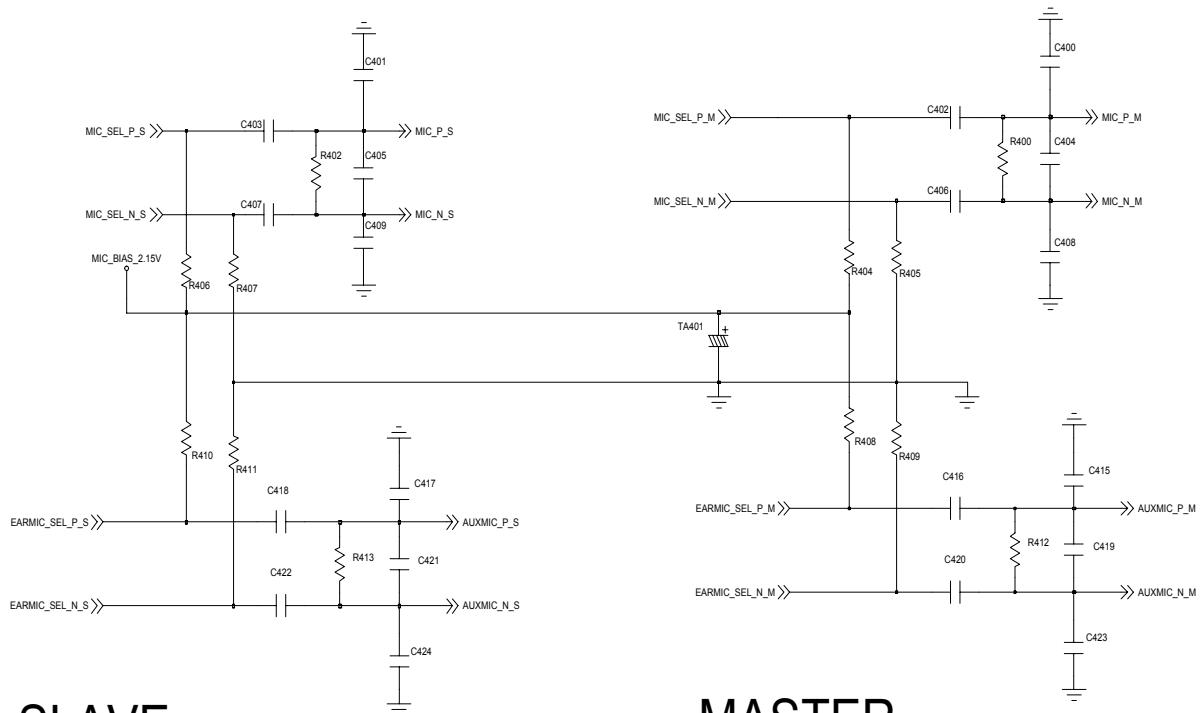 C401
C403
MIC_SEL_P_S
MIC_P_S
R402
C405
C407
MIC_SEL_N_S
MIC_N_S
C409
MIC_BIAS_2.15V
R406
R407
C400
C402
MIC_SEL_P_M
MIC_P_M
R400
C404
C406
MIC_SEL_N_M
MIC_N_M
C408
R404
R405
TA401
+
R410
R411
C418
C417
EARMIC_SEL_P_S
AUXMIC_P_S
R413
C421
C422
EARMIC_SEL_N_S
AUXMIC_N_S
C424
R408
R409
C416
C415
EARMIC_SEL_P_M
AUXMIC_P_M
R412
C419
C420
EARMIC_SEL_N_M
AUXMIC_N_M
C423
SLAVE
MASTER